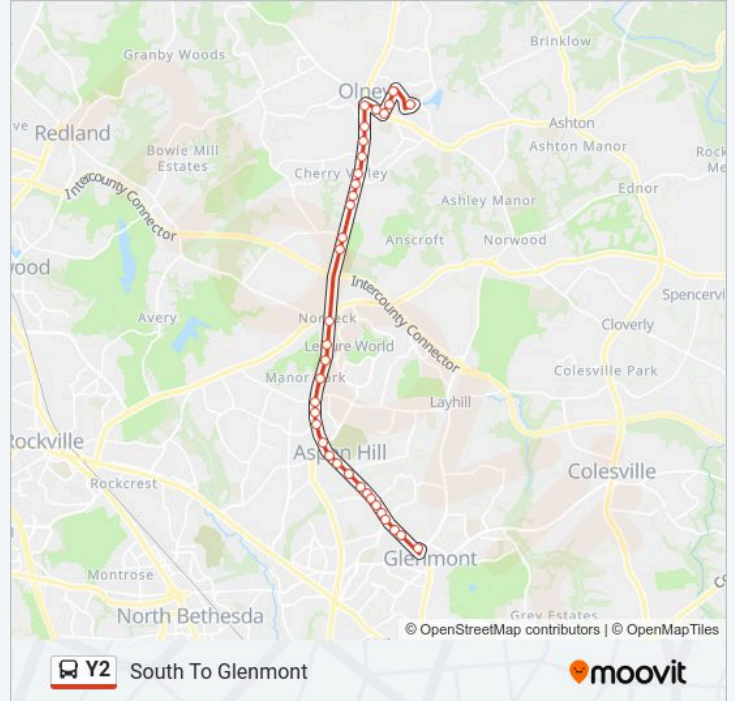 Brinklow
Granby Woods
Olney
Ashton
ve
Redland
Ashton Manor
Bowie Mill
Estates
Rock
Me
Cherry Valley
Intercounty Connector
Ednor
Ashley Manor
Anscroft
Norwood
wood
Intercounty Connector
Spencervi
Avery
Norbeck
Cloverly
Leisure World
Colesville Park
Manor Park
Layhill
Rockville
Aspen Hill
Colesville
Rockcrest
Glenmont
Montrose
Co
North Bethesda
Grey Estates
© OpenStreetMap contributors | © OpenMapTiles
Y2 South To Glenmont
moovit